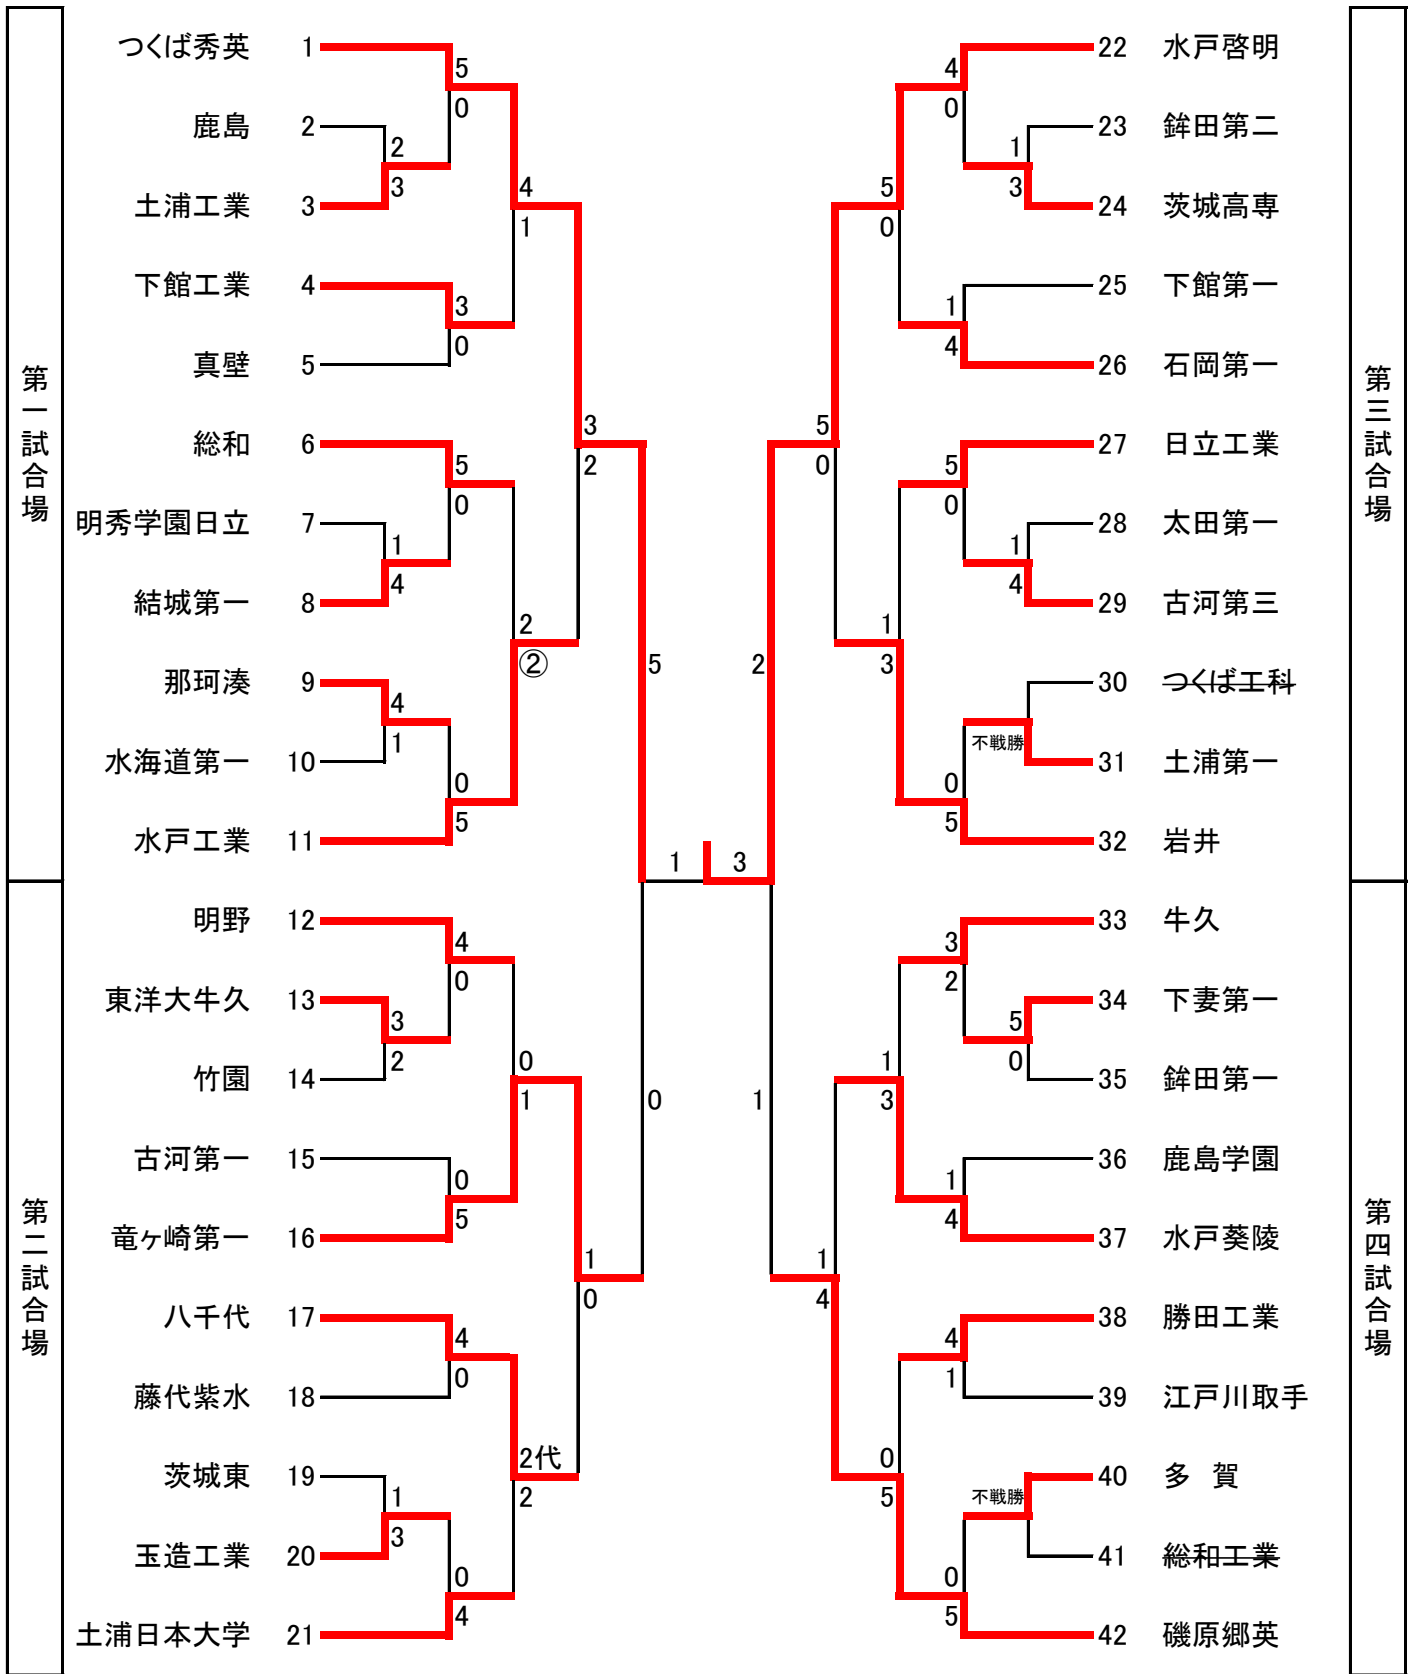 第一試合場
つくば秀英 1
鹿島 2
土浦工業 3
下館工業 4
真壁 5
総和 6
明秀学園日立 7
結城第一 8
那珂湊 9
水海道第一 10
水戸工業 11
5
0
2
3
4
1
3
0
3
2
5
0
1
4
2
②
4
1
0
5
5
第二試合場
明野 12
東洋大牛久 13
竹園 14
古河第一 15
竜ヶ崎第一 16
八千代 17
藤代紫水 18
茨城東 19
玉造工業 20
土浦日本大学 21
4
0
3
2
0
1
0
5
1
0
4
0
2代
2
1
3
0
4
0
1 3
第三試合場
22 水戸啓明
23 鉾田第二
24 茨城高専
25 下館第一
26 石岡第一
27 日立工業
28 太田第一
29 古河第三
30 つくば工科
31 土浦第一
32 岩井
4
0
1
3
5
0
1
4
5
0
5
0
1
4
1
3
不戦勝
0
5
2
第四試合場
33 牛久
34 下妻第一
35 鉾田第一
36 鹿島学園
37 水戸葵陵
38 勝田工業
39 江戸川取手
40 多 賀
41 総和工業
42 磯原郷英
3
2
5
0
1
3
1
4
1
4
4
1
0
5
不戦勝
0
5
1